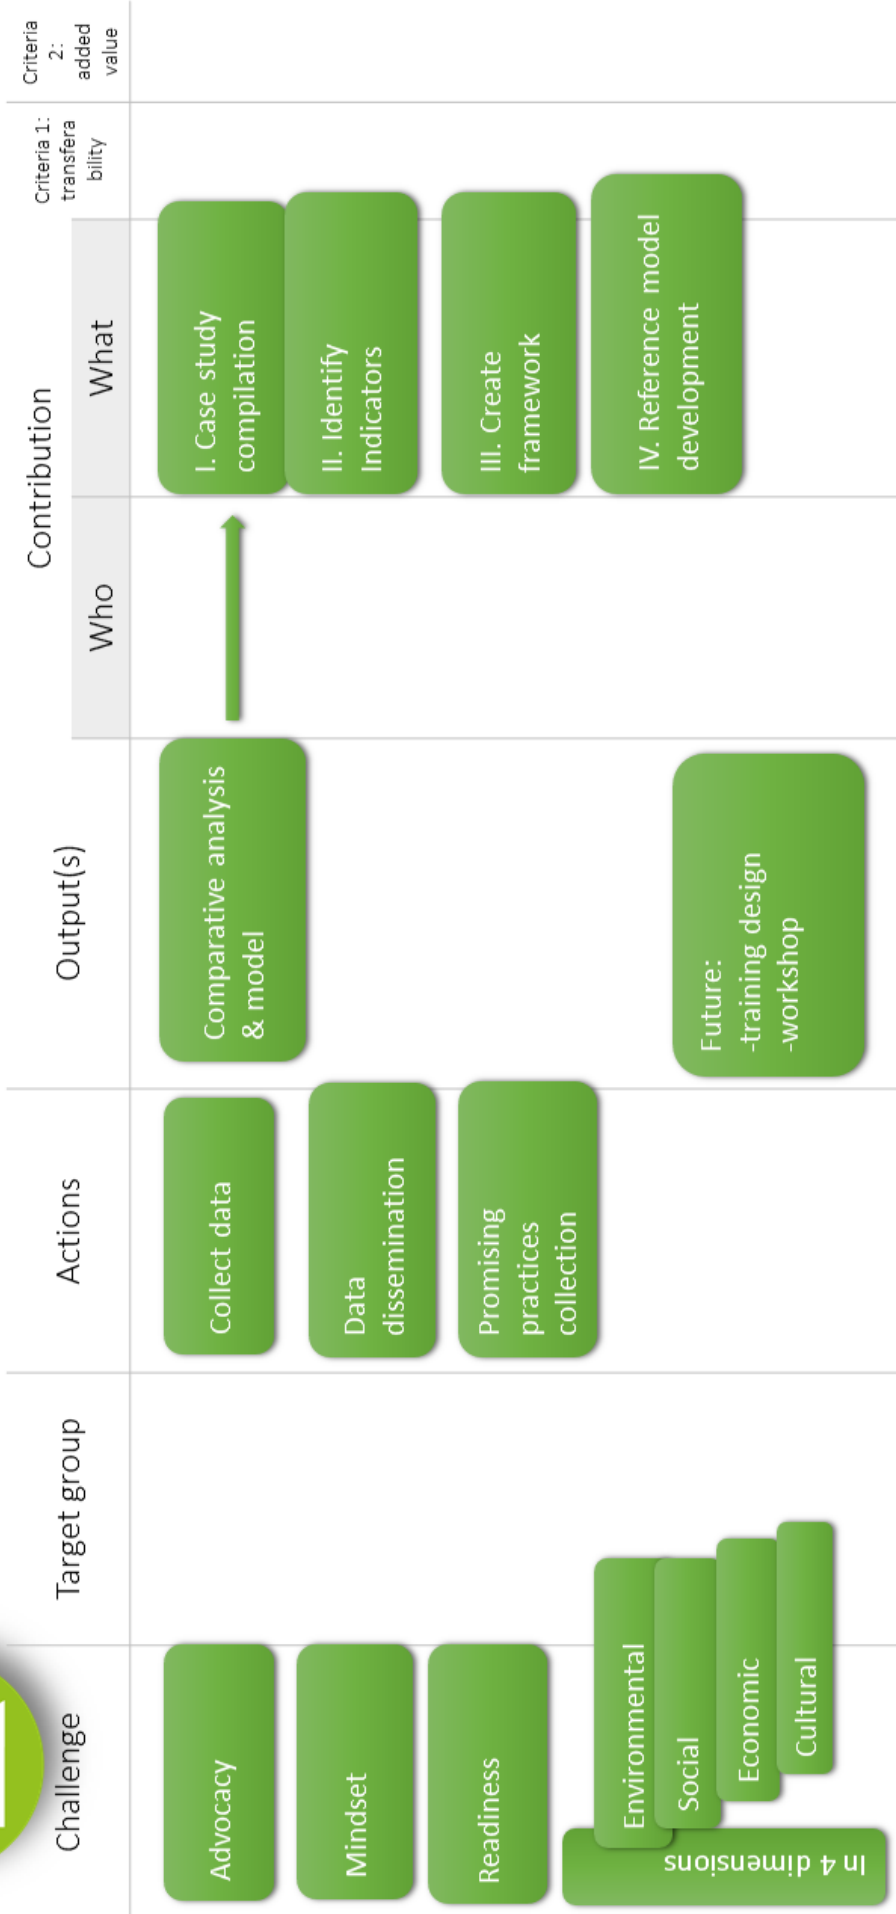 Challenge
Target group
Actions
Output(s)
Contribution
Who
What
Criteria 1:
transfera
bility
Criteria
2:
added
value
Advocacy
Mindset
Readiness
In 4 dimensions
Environmental
Social
Economic
Cultural
Collect data
Data
dissemination
Promising
practices
collection
Comparative analysis
& model
Future:
-training design
-workshop
I. Case study
compilation
II. Identify
Indicators
III. Create
framework
IV. Reference model
development